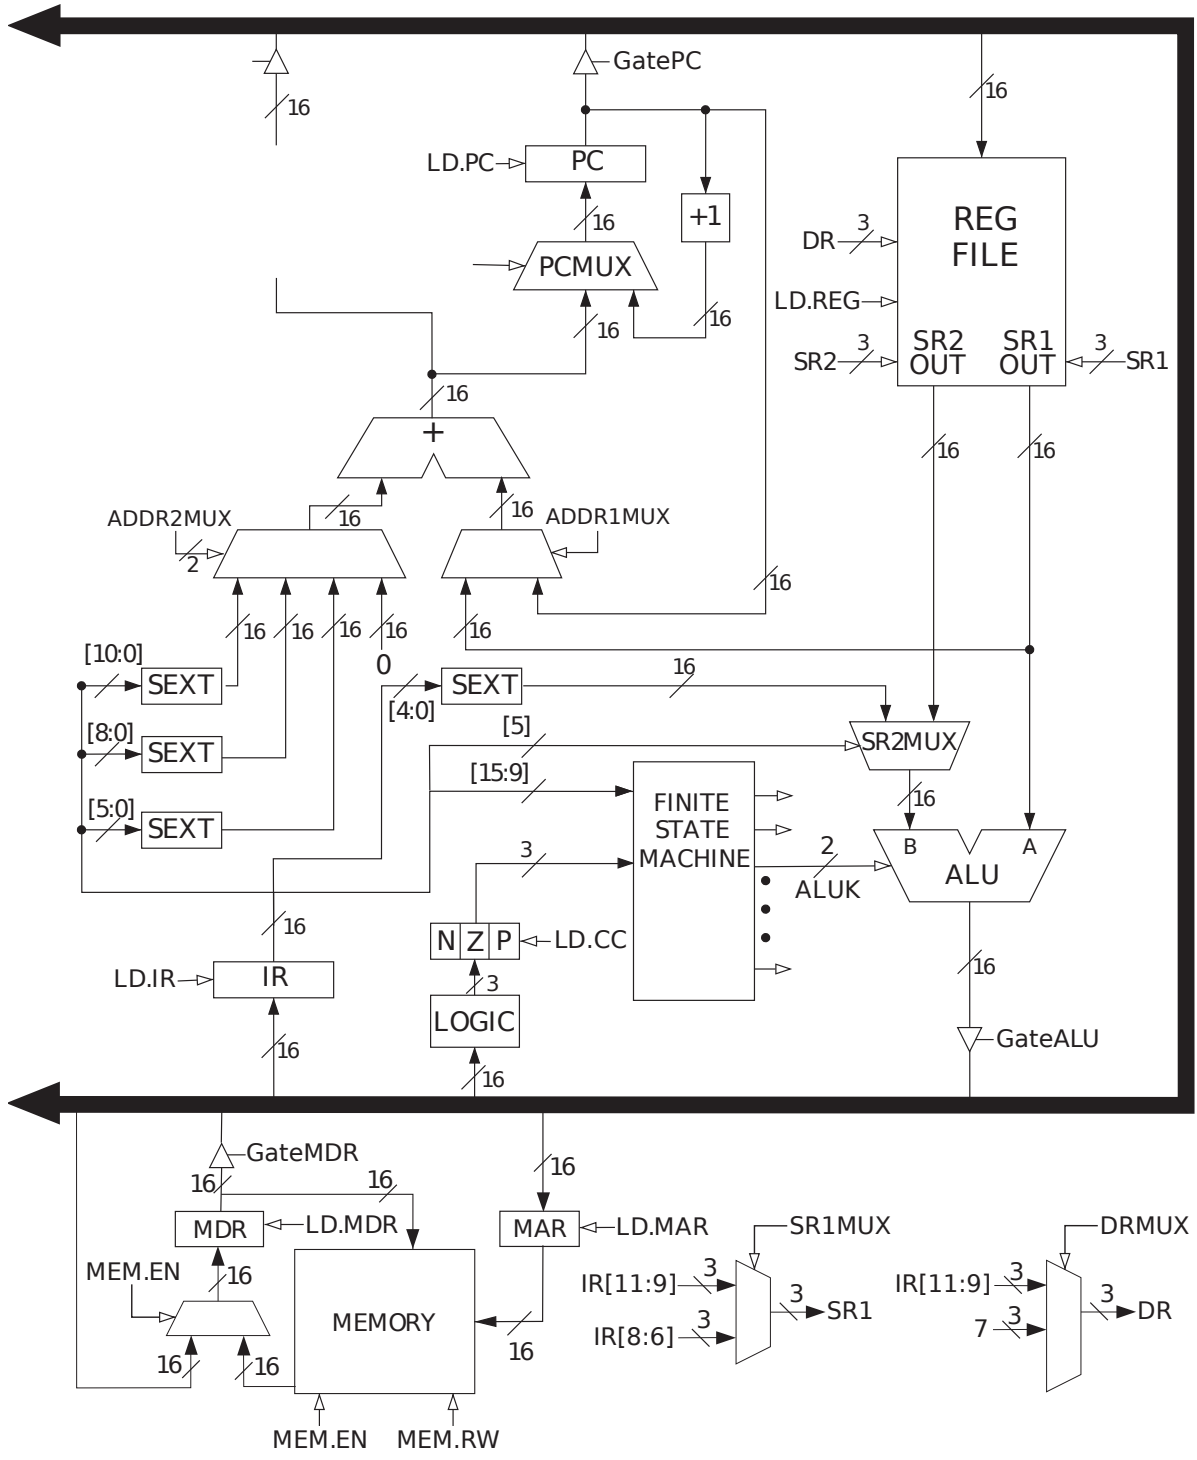 GatePC
16
16
LD.PC
PC
16
+1
PCMUX
16
16
REG
FILE
DR
3
LD.REG
SR2
3
SR2
OUT
SR1
OUT
3
SR1
16
+
16
16
ADDR2MUX
2
16
16
ADDR1MUX
16
16
16
16
16
0
16
[10:0]
SEXT
[8:0]
SEXT
[5:0]
SEXT
[4:0]
SEXT
16
[5]
SR2MUX
[15:9]
16
FINITE
STATE
MACHINE
3
2
ALUK
B
A
ALU
16
N Z P
LD.CC
3
LOGIC
16
16
LD.IR
IR
16
16
GateALU
GateMDR
16
16
MDR
LD.MDR
16
MAR
LD.MAR
MEM.EN
16
16
16
MEMORY
16
MEM.EN
MEM.RW
SR1MUX
IR[11:9]
3
IR[8:6]
3
3
SR1
DRMUX
IR[11:9]
3
7
3
3
DR